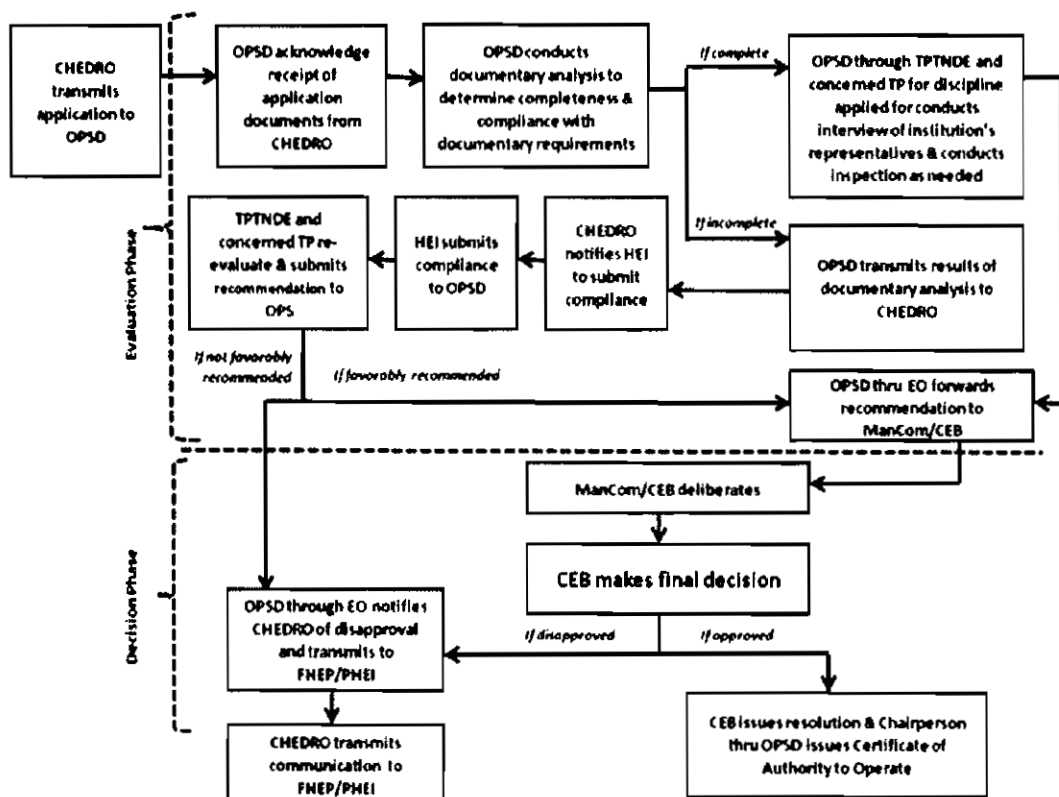 CHEDRO
transmits
application to
OPSD
OPSD acknowledge
receipt of
application
documents from
CHEDRO
OPSD conducts
documentary analysis to
determine completeness &
compliance with
documentary requirements
If complete
OPSD through TPTNDE and
concerned TP for discipline
applied for conducts
interview of institution's
representatives & conducts
inspection as needed
If incomplete
OPSD transmits results of
documentary analysis to
CHEDRO
CHEDRO
notifies HEI
to submit
compliance
HEI submits
compliance
to OPSD
TPTNDE and
concerned TP re-
evaluate & submits
recommendation to
OPS
Evaluation Phase
If not favorably
recommended
If favorably recommended
OPSD thru EO forwards
recommendation to
ManCom/CEB
Decision Phase
ManCom/CEB deliberates
CEB makes final decision
If disapproved
If approved
OPSD through EO notifies
CHEDRO of disapproval
and transmits to
FHEP/PHEI
CHEDRO transmits
communication to
FHEP/PHEI
CEB issues resolution & Chairperson
thru OPSD issues Certificate of
Authority to Operate